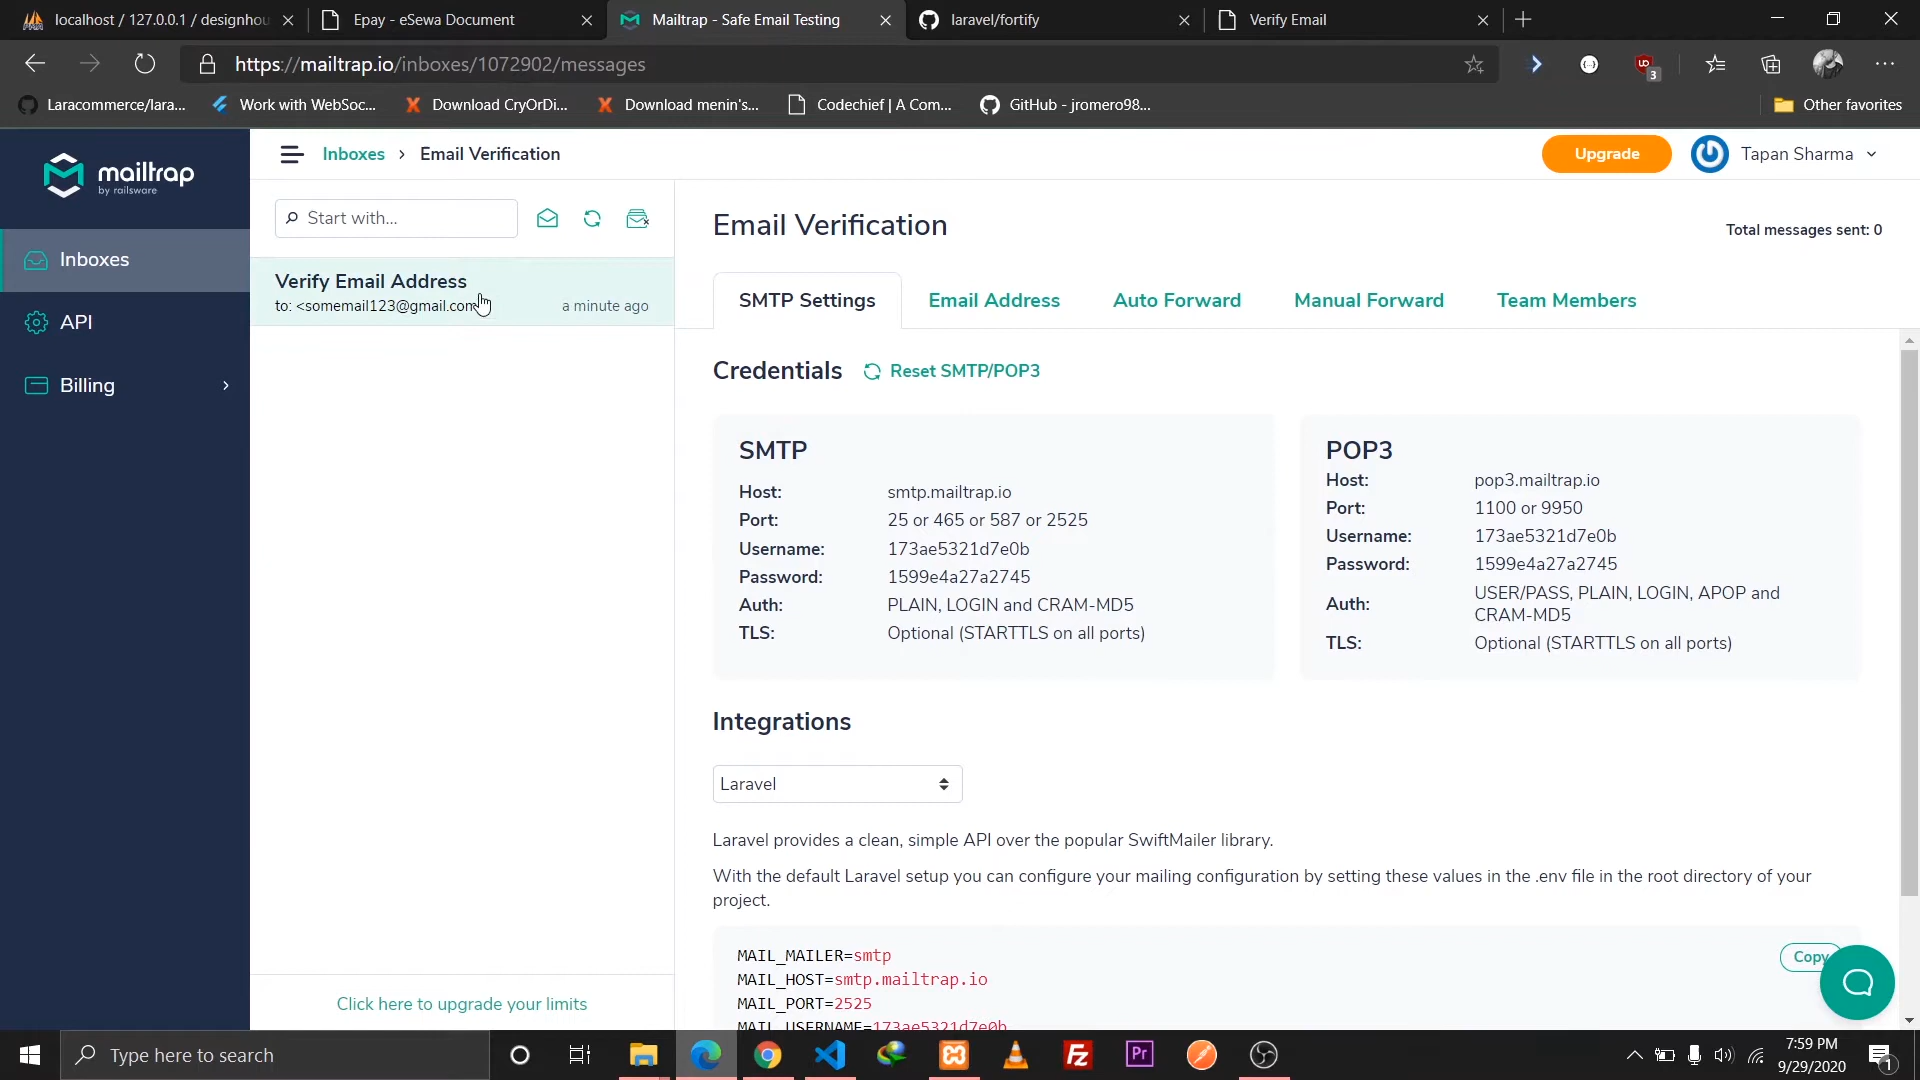 localhost / 127.0.0.1 / designhou
Epay - eSewa Document
Mailtrap - Safe Email Testing
laravel/fortify
Verify Email
https://mailtrap.io/inboxes/1072902/messages
3
Laracommerce/lara...
Work with WebSoc...
Download CryOrDi...
Download menin's...
Codechief | A Com...
GitHub - jromero98...
Other favorites
mailtrap
by railsware
Inboxes › Email Verification
Upgrade
Tapan Sharma
Start with...
Inboxes
API
Billing
Verify Email Address
to: <somemail123@gmail.com
a minute ago
Click here to upgrade your limits
Email Verification
Total messages sent: 0
SMTP Settings
Email Address
Auto Forward
Manual Forward
Team Members
Credentials
Reset SMTP/POP3
SMTP
Host: smtp.mailtrap.io
Port: 25 or 465 or 587 or 2525
Username: 173ae5321d7e0b
Password: 1599e4a27a2745
Auth: PLAIN, LOGIN and CRAM-MD5
TLS: Optional (STARTTLS on all ports)
POP3
Host: pop3.mailtrap.io
Port: 1100 or 9950
Username: 173ae5321d7e0b
Password: 1599e4a27a2745
Auth: USER/PASS, PLAIN, LOGIN, APOP and
CRAM-MD5
TLS: Optional (STARTTLS on all ports)
Integrations
Laravel
Laravel provides a clean, simple API over the popular SwiftMailer library.
With the default Laravel setup you can configure your mailing configuration by setting these values in the .env file in the root directory of your
project.
MAIL_MAILER=smtp
MAIL_HOST=smtp.mailtrap.io
MAIL_PORT=2525
MAIL_USERNAME=173ae5321d7e0b
Copy
Type here to search
Pr
7:59 PM
9/29/2020
1